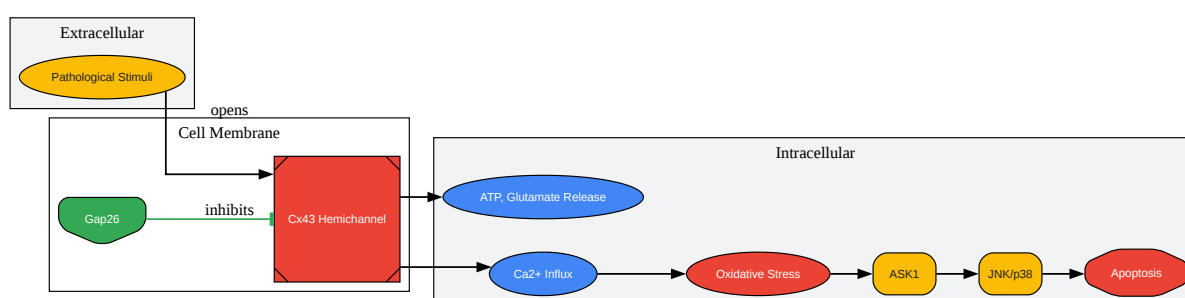 Extracellular
Pathological Stimuli
opens
Cell Membrane
Gap26
inhibits
Cx43 Hemichannel
Intracellular
ATP, Glutamate Release
Ca2+ Influx
Oxidative Stress
ASK1
JNK/p38
Apoptosis